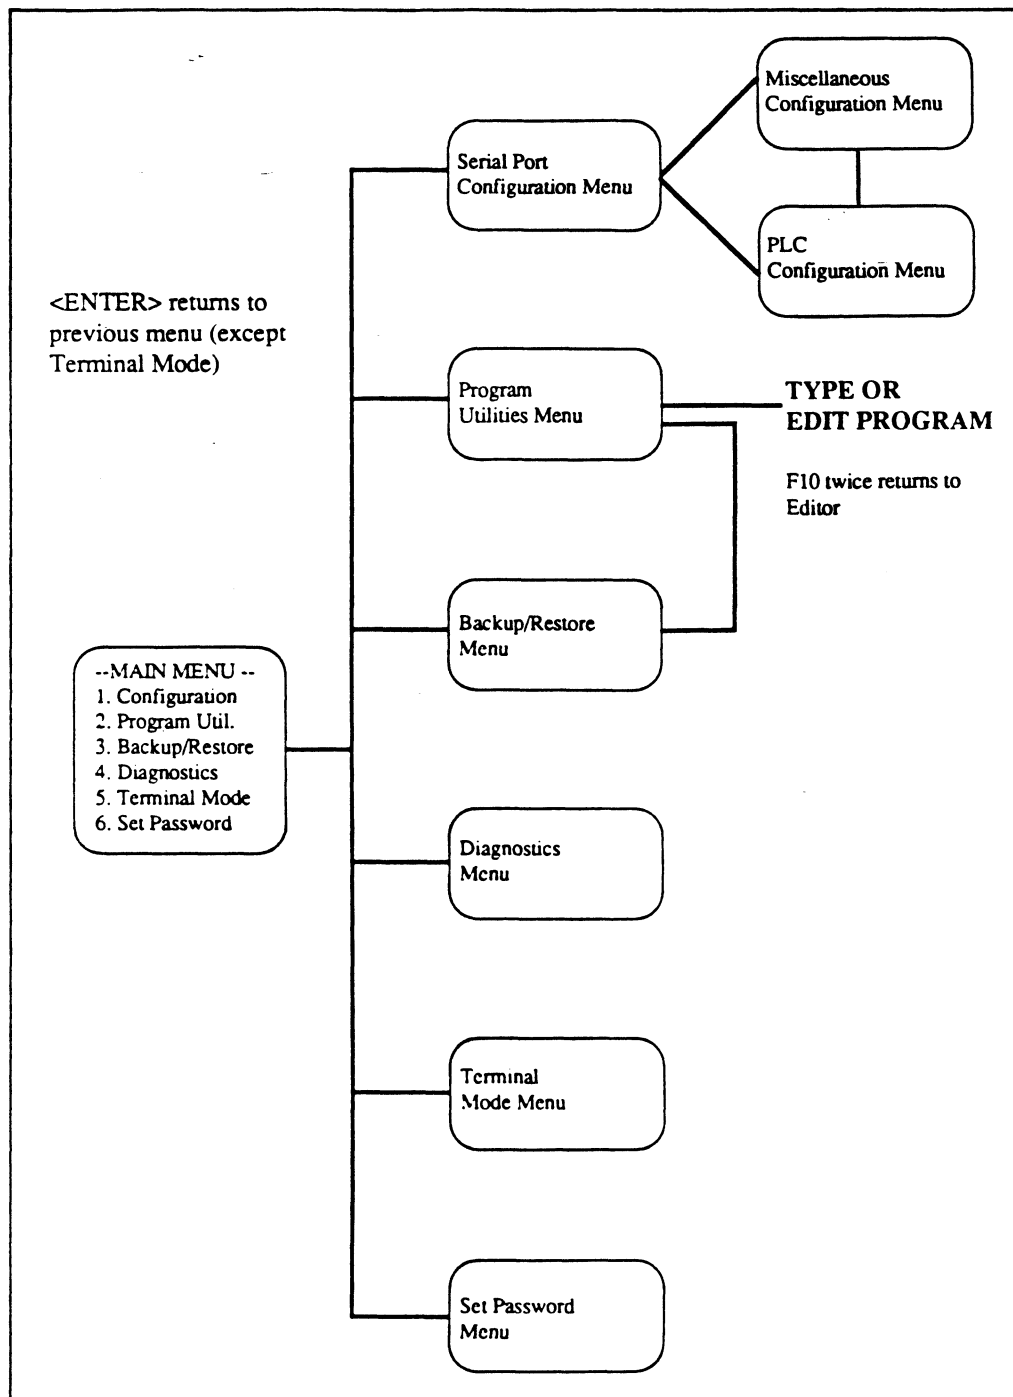 Miscellaneous
Configuration Menu
Serial Port
Configuration Menu
PLC
Configuration Menu
<ENTER> returns to
previous menu (except
Terminal Mode)
Program
Utilities Menu
TYPE OR
EDIT PROGRAM
F10 twice returns to
Editor
Backup/Restore
Menu
--MAIN MENU --
1. Configuration
2. Program Util.
3. Backup/Restore
4. Diagnostics
5. Terminal Mode
6. Set Password
Diagnostics
Menu
Terminal
Mode Menu
Set Password
Menu